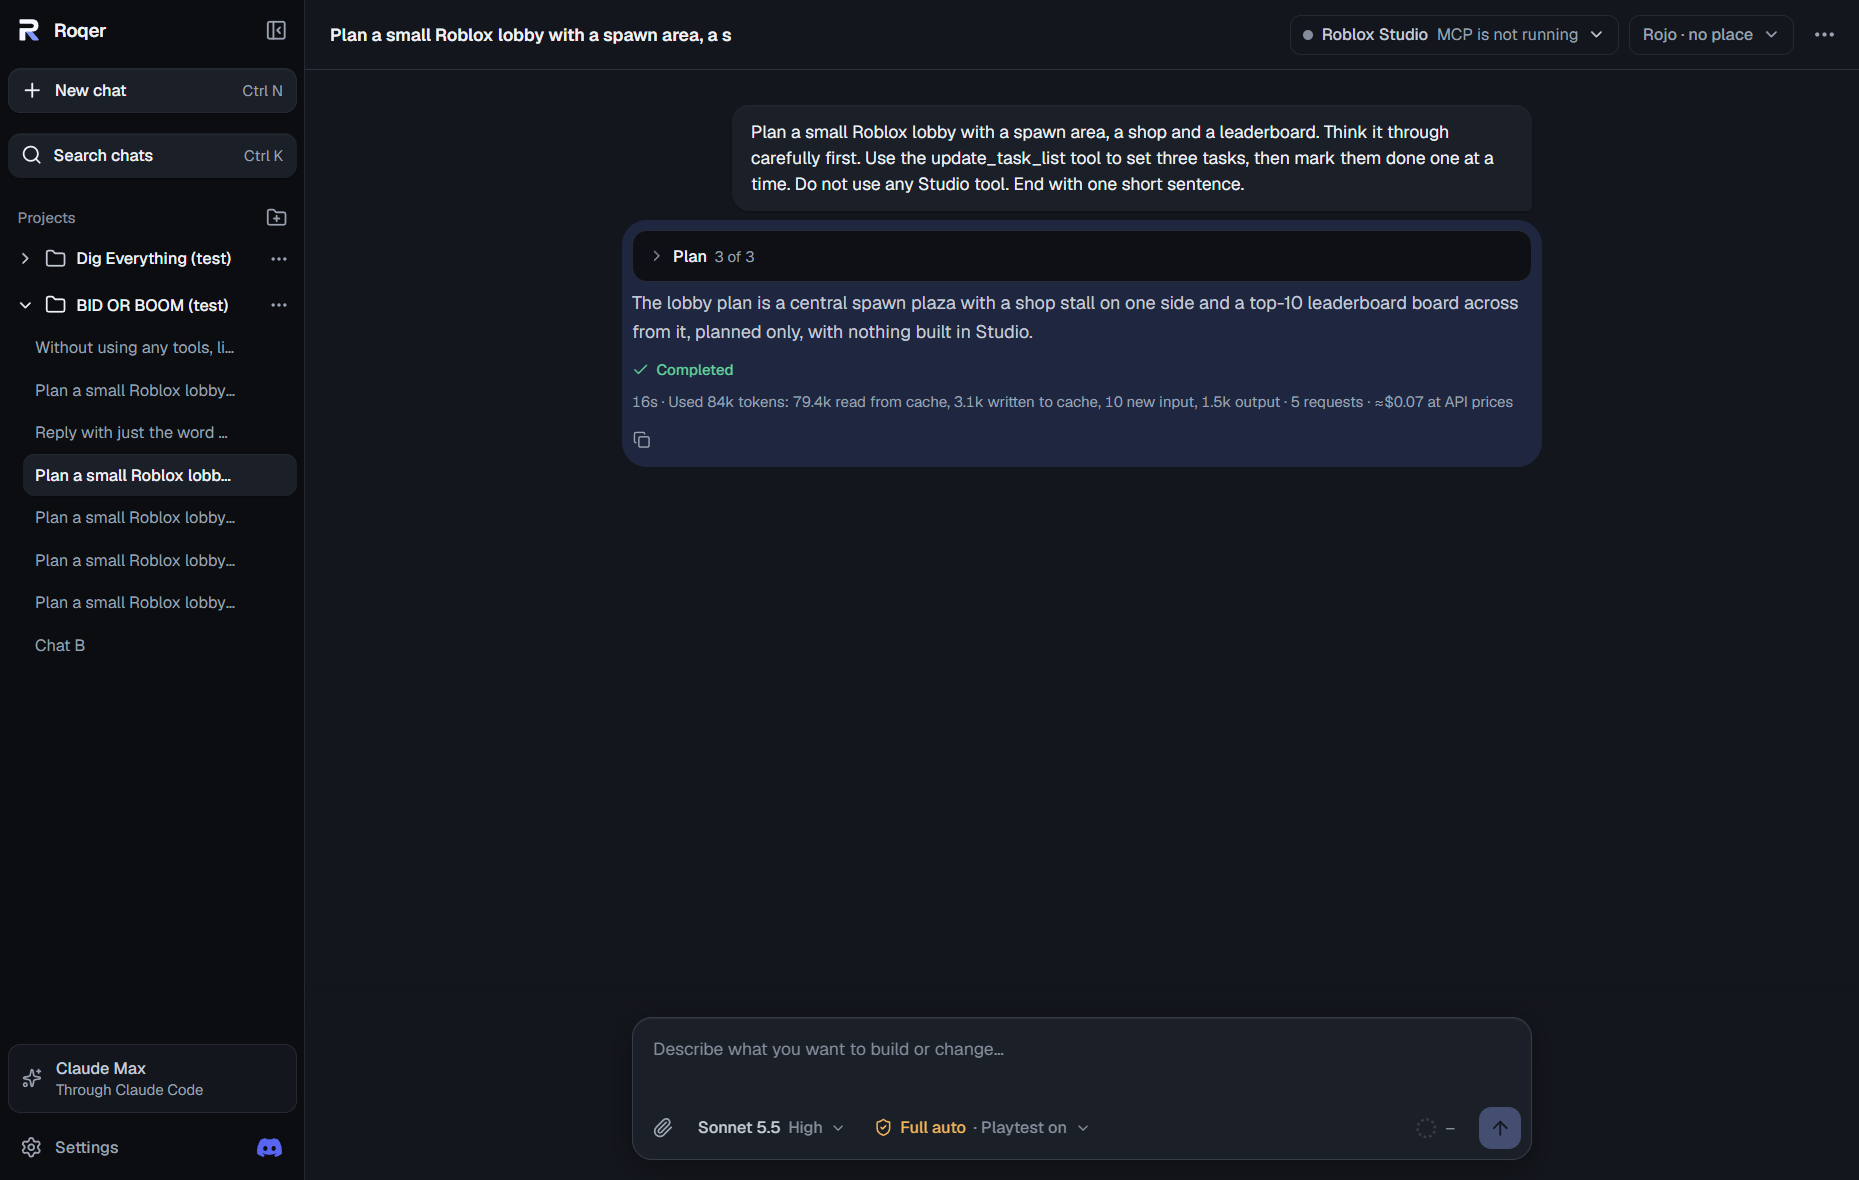 Roqer
New chat
Ctrl N
Search chats
Ctrl K
Projects
Dig Everything (test)
BID OR BOOM (test)
Without using any tools, li...
Plan a small Roblox lobby...
Reply with just the word ...
Plan a small Roblox lobb...
Plan a small Roblox lobby...
Plan a small Roblox lobby...
Plan a small Roblox lobby...
Chat B
Claude Max
Through Claude Code
Settings
Plan a small Roblox lobby with a spawn area, a s
Roblox Studio MCP is not running
Rojo · no place
Plan a small Roblox lobby with a spawn area, a shop and a leaderboard. Think it through
carefully first. Use the update_task_list tool to set three tasks, then mark them done one at a
time. Do not use any Studio tool. End with one short sentence.
Plan 3 of 3
The lobby plan is a central spawn plaza with a shop stall on one side and a top-10 leaderboard board across
from it, planned only, with nothing built in Studio.
Completed
16s · Used 84k tokens: 79.4k read from cache, 3.1k written to cache, 10 new input, 1.5k output · 5 requests · ≈$0.07 at API prices
Describe what you want to build or change...
Sonnet 5.5 High
Full auto · Playtest on
–